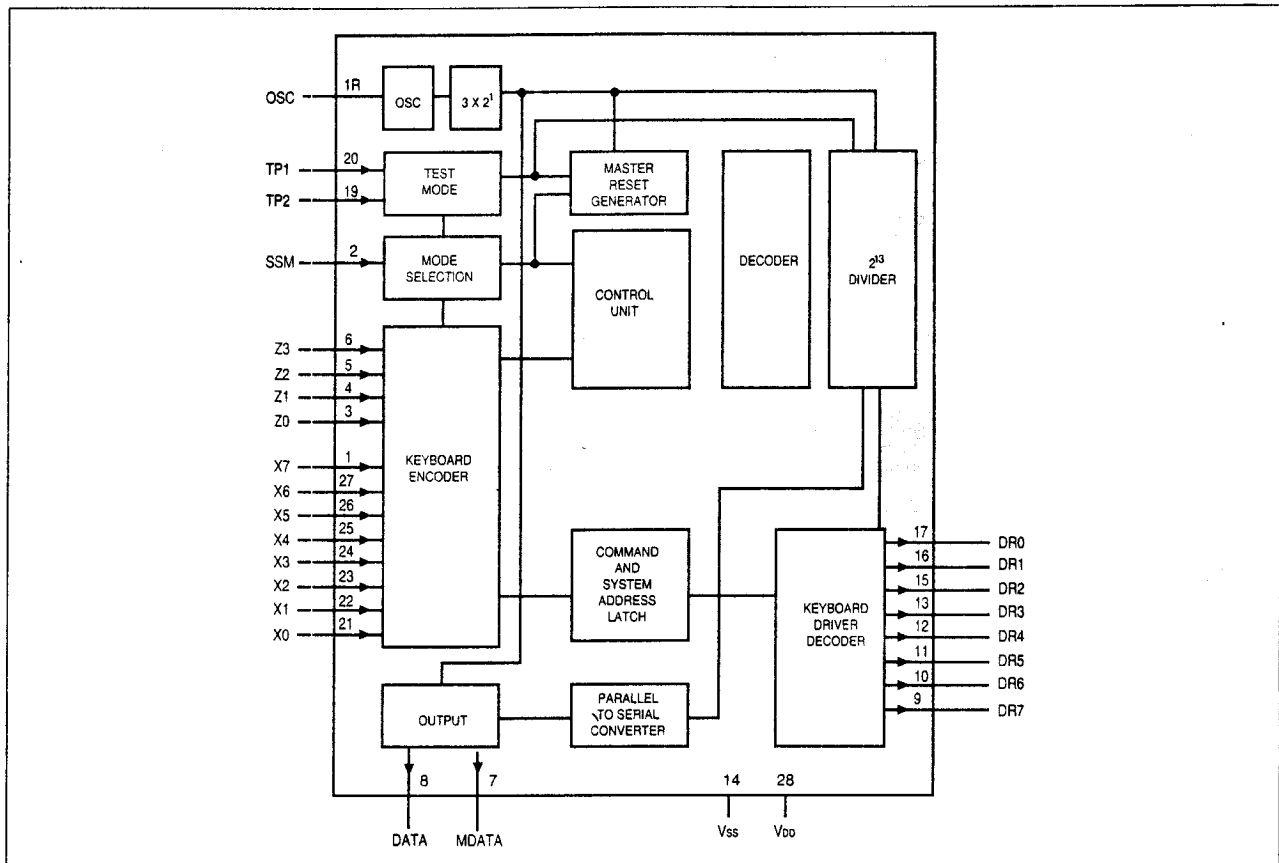 OSC 1R OSC 3 X 2¹
TP1 20
TP2 19
TEST
MODE
MASTER
RESET
GENERATOR
SSM 2
MODE
SELECTION
CONTROL
UNIT
DECODER
2¹³
DIVIDER
Z3 6
Z2 5
Z1 4
Z0 3
X7 1
X6 27
X5 26
X4 25
X3 24
X2 23
X1 22
X0 21
KEYBOARD
ENCODER
COMMAND
AND
SYSTEM
ADDRESS
LATCH
KEYBOARD
DRIVER
DECODER
17 DR0
16 DR1
15 DR2
13 DR3
12 DR4
11 DR5
10 DR6
9 DR7
OUTPUT
PARALLEL
TO SERIAL
CONVERTER
8 7 14 28
DATA MDATA VSS VDD